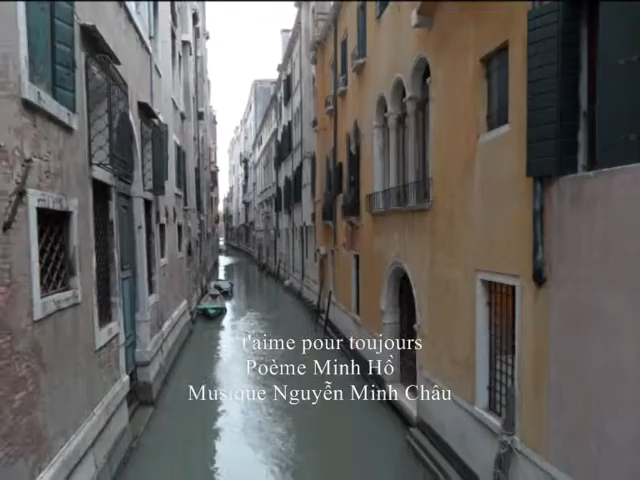 t'aime pour toujours
Poème Minh Hồ
Musique Nguyễn Minh Châu